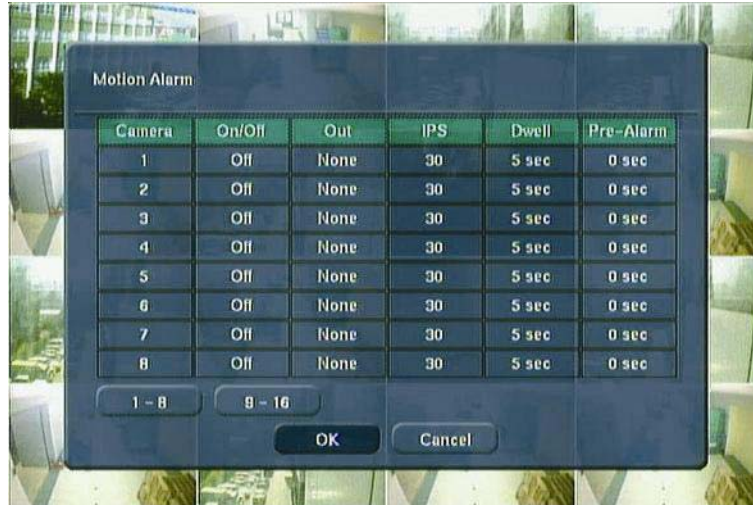 Motion Alarm
Camera On/Off Out IPS Dwell Pre-Alarm
1 Off None 30 5 sec 0 sec
2 Off None 30 5 sec 0 sec
3 Off None 30 5 sec 0 sec
4 Off None 30 5 sec 0 sec
5 Off None 30 5 sec 0 sec
6 Off None 30 5 sec 0 sec
7 Off None 30 5 sec 0 sec
8 Off None 30 5 sec 0 sec
1 - 8 9 - 16
OK Cancel